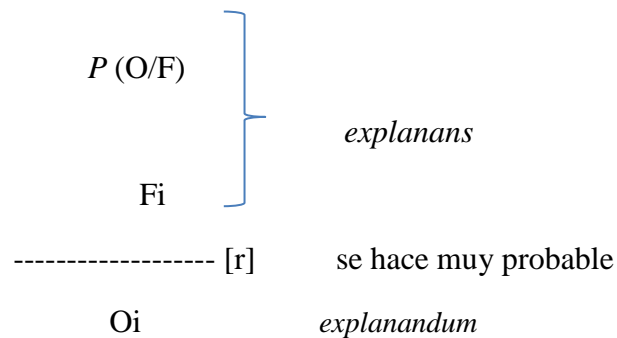 P (O/F)
explanans
Fi
------------------- [r] se hace muy probable
Oi explanandum